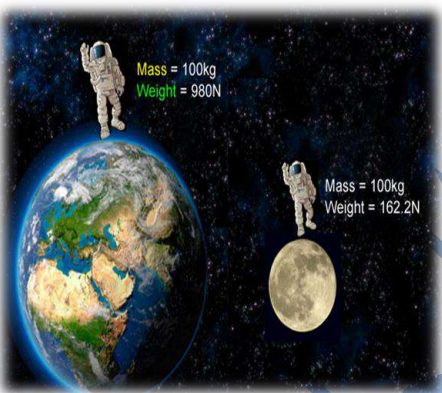 Mass = 100kg
Weight = 980N
Mass = 100kg
Weight = 162.2N